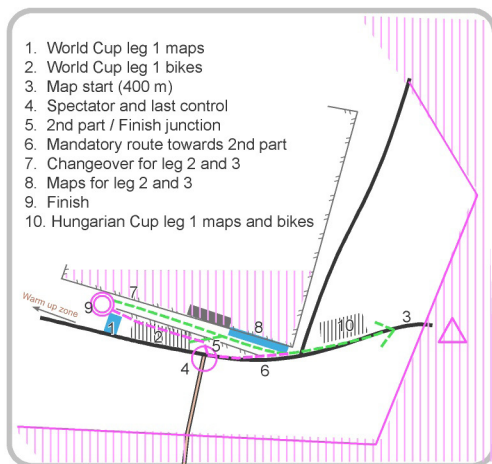 1. World Cup leg 1 maps
2. World Cup leg 1 bikes
3. Map start (400 m)
4. Spectator and last control
5. 2nd part / Finish junction
6. Mandatory route towards 2nd part
7. Changeover for leg 2 and 3
8. Maps for leg 2 and 3
9. Finish
10. Hungarian Cup leg 1 maps and bikes
7
Warm up zone
9
1
2
5
8
10
3
4
6